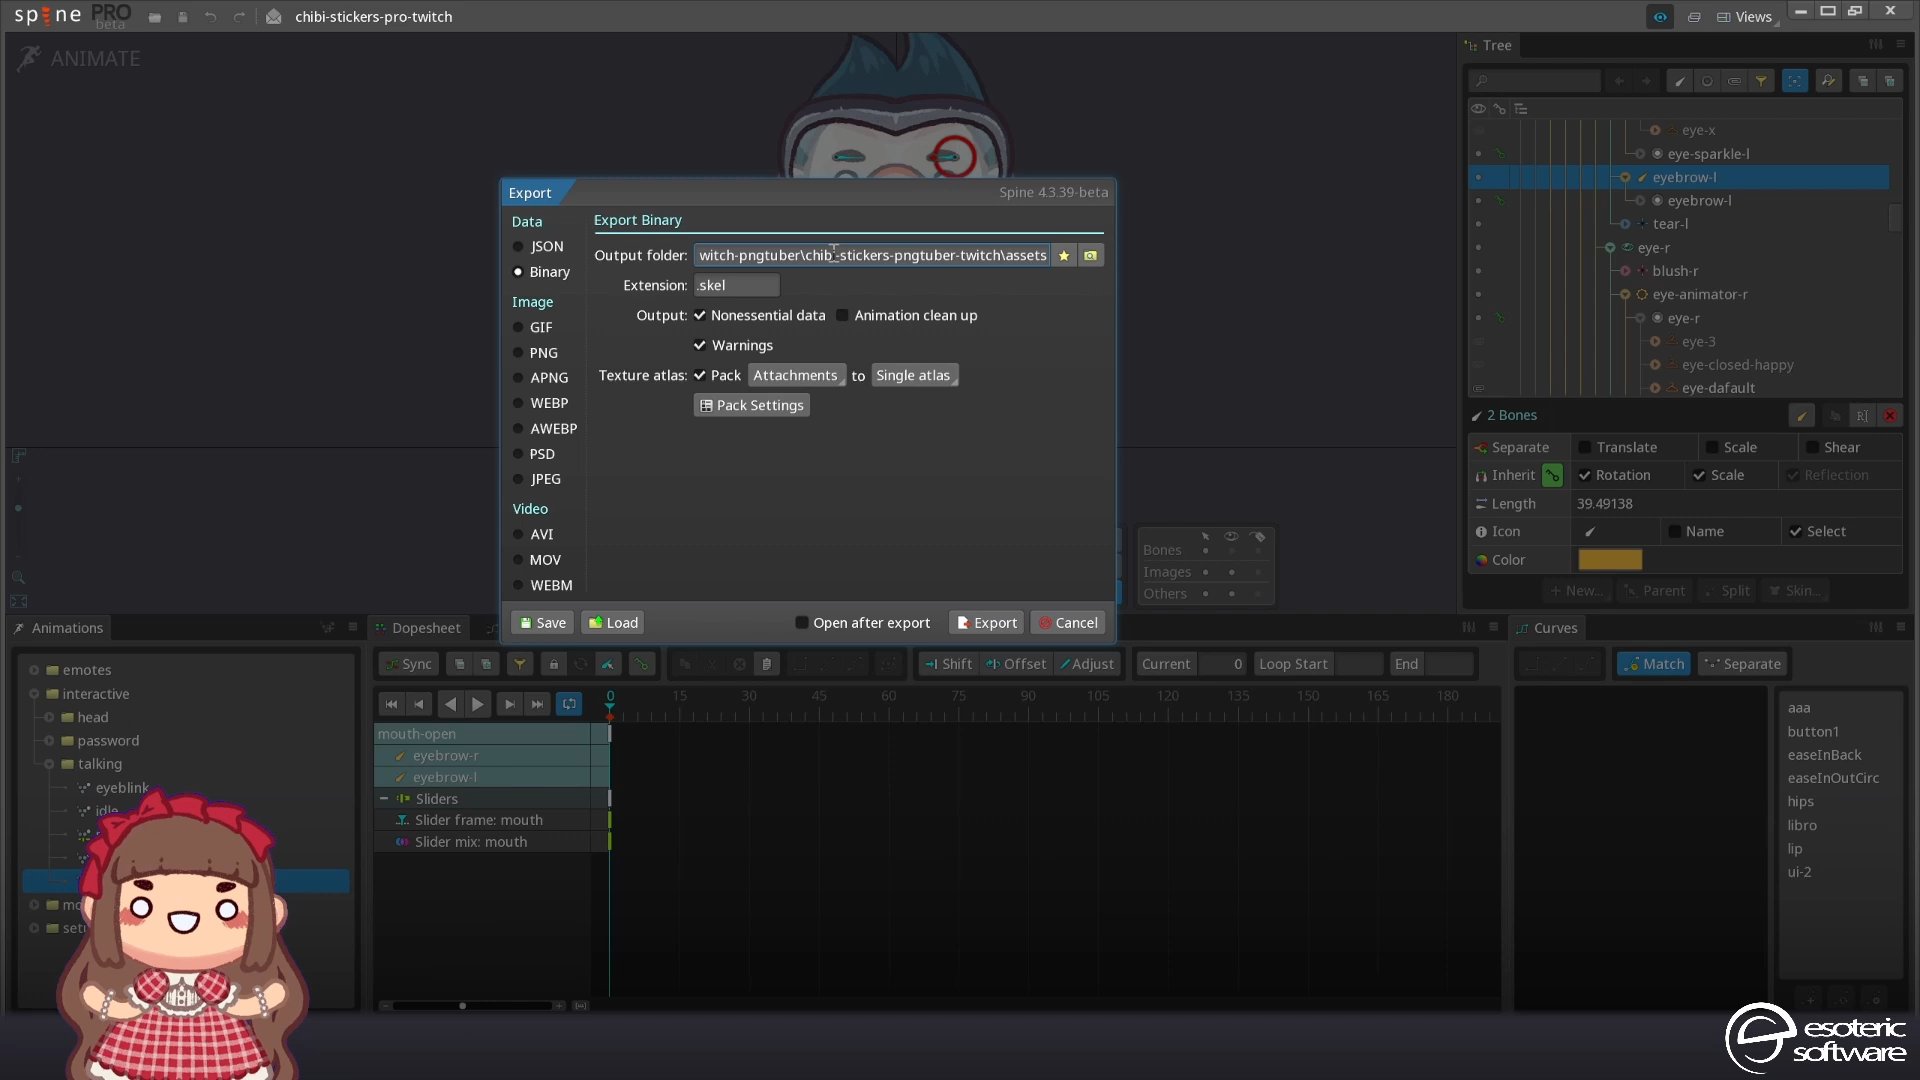 spine PRO
beta
chibi-stickers-pro-twitch
Views
ANIMATE
Export
Spine 4.3.39-beta
Data
JSON
Binary
Image
GIF
PNG
APNG
WEBP
AWEBP
PSD
JPEG
Video
AVI
MOV
WEBM
Export Binary
Output folder: witch-pngtuber\chibi-stickers-pngtuber-twitch\assets
Extension: .skel
Output: Nonessential data Animation clean up
Warnings
Texture atlas: Pack Attachments to Single atlas
Pack Settings
Save Load Open after export Export Cancel
Bones
Images
Others
Tree
eye-x
eye-sparkle-l
eyebrow-l
eyebrow-l
tear-l
eye-r
blush-r
eye-animator-r
eye-r
eye-3
eye-closed-happy
eye-dafault
2 Bones
Separate Translate Scale Shear
Inherit Rotation Scale Reflection
Length 39.49138
Icon Name Select
Color
New... Parent Split Skin...
Animations
emotes
interactive
head
password
talking
eyeblink
idle
Dopesheet
Sync Shift Offset Adjust Current 0 Loop Start End
0 15 30 45 60 75 90 105 120 135 150 165 180
mouth-open
eyebrow-r
eyebrow-l
Sliders
Slider frame: mouth
Slider mix: mouth
Curves
Match Separate
aaa
button1
easeInBack
easeInOutCirc
hips
libro
lip
ui-2
esoteric
software